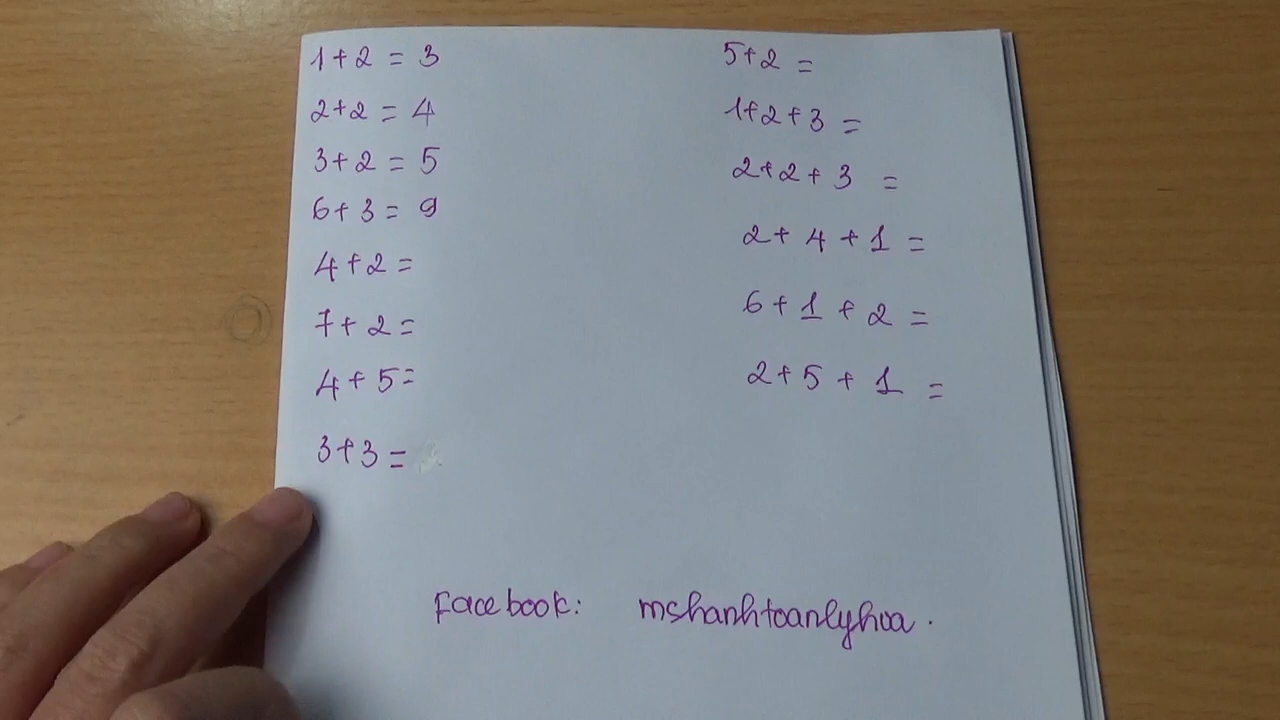 1+2 = 3
2+2 = 4
3+2 = 5
6+3 = 9
4+2 =
7+2 =
4+5=
3+3 =
5+2 =
1+2+3 =
2+2+3 =
2+4+1 =
6+1+2 =
2+5+1 =
Facebook: mshanhtoanlyhoa.